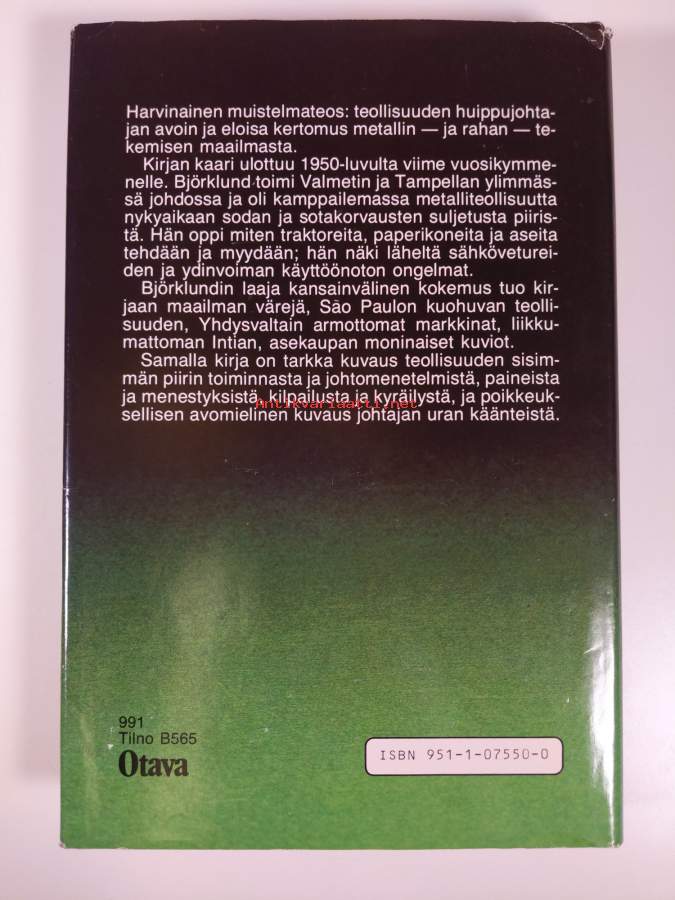 Harvinainen muistelmateos: teollisuuden huippujohta-
jan avoin ja eloisa kertomus metallin — ja rahan — te-
kemisen maailmasta.
Kirjan kaari ulottuu 1950-luvulta viime vuosikymme-
nelle. Björklund toimi Valmetin ja Tampellan ylimmäs-
sä johdossa ja oli kamppailemassa metalliteollisuutta
nykyaikaan sodan ja sotakorvausten suljetusta piiris-
tä. Hän oppi miten traktoreita, paperikoneita ja aseita
tehdään ja myydään; hän näki läheltä sähkövetureí-
den ja ydinvoiman käyttöönoton ongelmat.
Björklundin laaja kansainvälinen kokemus tuo kir-
jaan maailman värejä, São Paulon kuohuvan teolli-
suuden, Yhdysvaltain armottomat markkinat, liikku-
mattoman Intian, asekaupan moninaiset kuviot.
Samalla kirja on tarkka kuvaus teollisuuden sisim-
män piirin toiminnasta ja johtomenetelmistä, paineista
ja menestyksistä, kilpailusta ja kyräilystä, ja poikkeuk-
sellisen avomielinen kuvaus johtajan uran käänteistä.
Antikvariaatti.net
991
Tilno B565
Otava
ISBN 951-1-07550-0